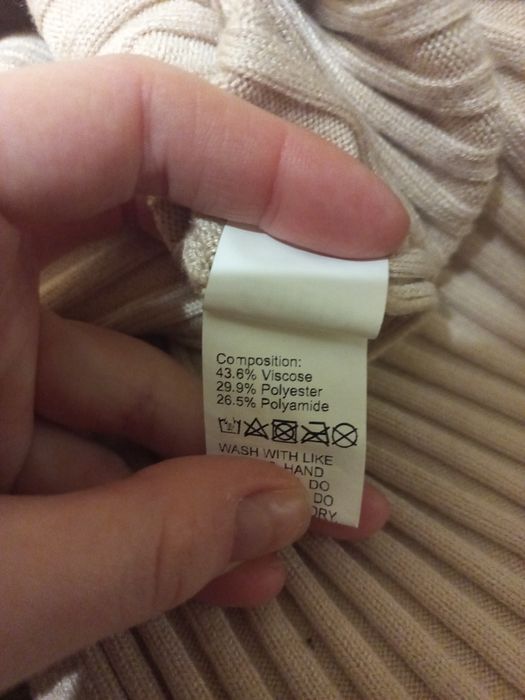 Composition:
43.6% Viscose
29.9% Polyester
26.5% Polyamide
WASH WITH LIKE
HAND
DO
DO
DRY.